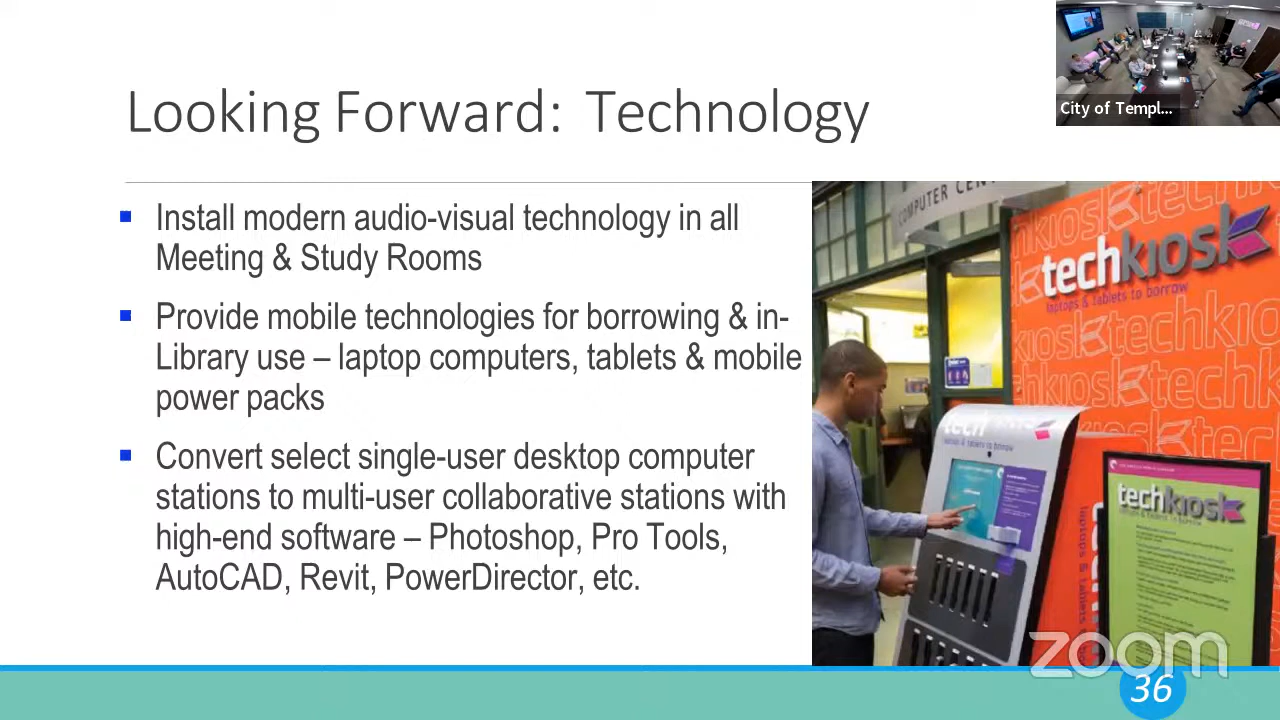 Looking Forward: Technology
City of Templ...
Install modern audio-visual technology in all
Meeting & Study Rooms
Provide mobile technologies for borrowing & in-
Library use – laptop computers, tablets & mobile
power packs
Convert select single-user desktop computer
stations to multi-user collaborative stations with
high-end software – Photoshop, Pro Tools,
AutoCAD, Revit, PowerDirector, etc.
COMPUTER CENT
techkiosk
laptops & tablets to borrow
techkiosk
zoom
36